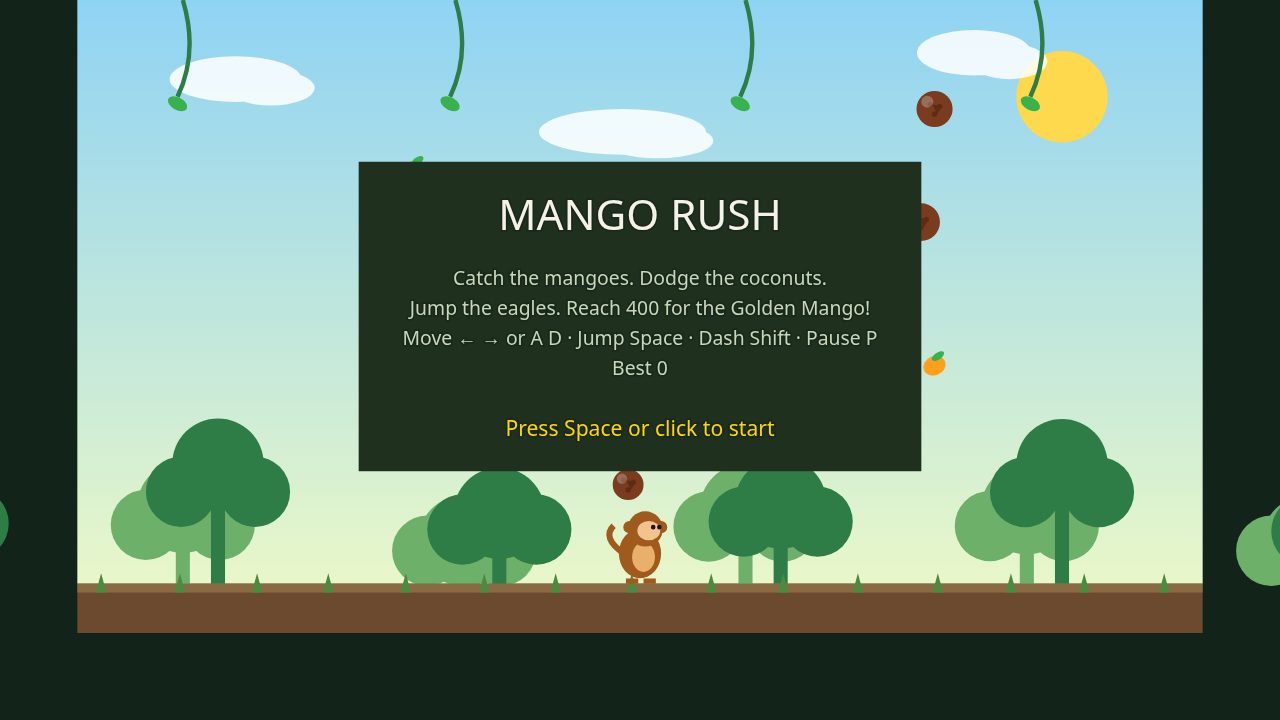 MANGO RUSH
Catch the mangoes. Dodge the coconuts.
Jump the eagles. Reach 400 for the Golden Mango!
Move ← → or A D · Jump Space · Dash Shift · Pause P
Best 0
Press Space or click to start